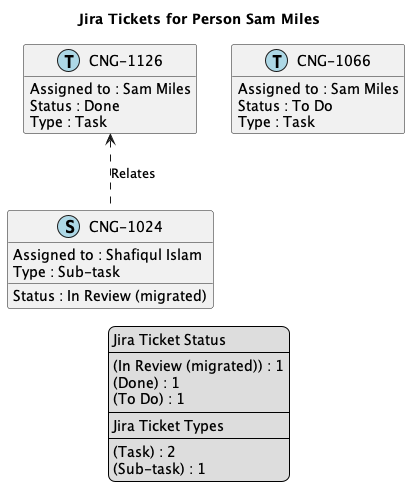 Jira Tickets for Person Sam Miles
T CNG-1126
Assigned to : Sam Miles
Status : Done
Type : Task
T CNG-1066
Assigned to : Sam Miles
Status : To Do
Type : Task
Relates
S CNG-1024
Assigned to : Shafiqul Islam
Type : Sub-task
Status : In Review (migrated)
Jira Ticket Status
(In Review (migrated)) : 1
(Done) : 1
(To Do) : 1
Jira Ticket Types
(Task) : 2
(Sub-task) : 1